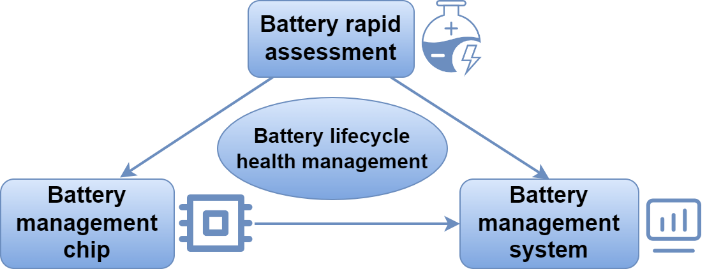 Battery rapid
assessment
Battery lifecycle
health management
Battery
management
chip
Battery
management
system